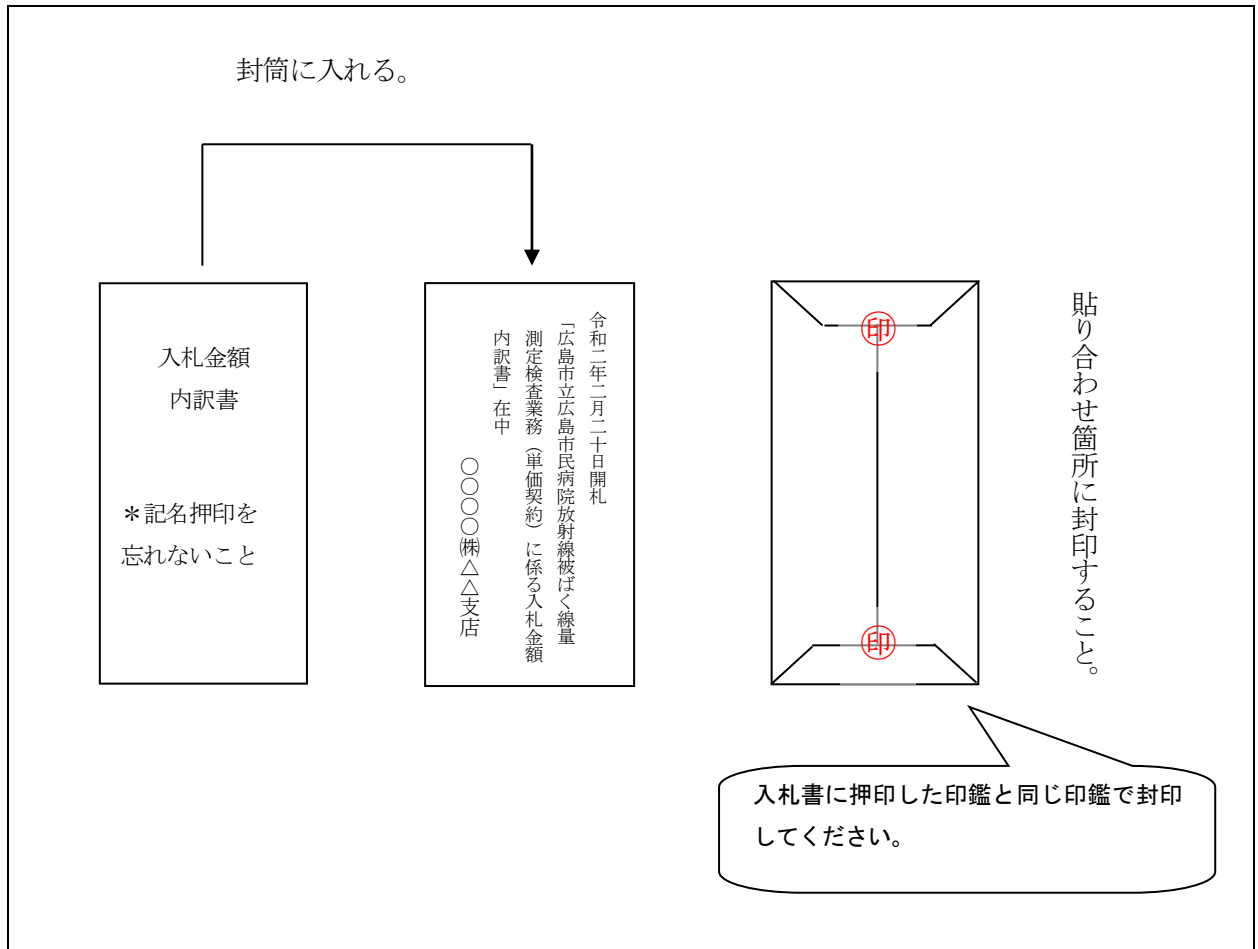 封筒に入れる。
入札金額
内訳書
＊記名押印を
忘れないこと
令和二年二月二十日開札
「広島市立広島市民病院放射線被ばく線量
測定検査業務（単価契約）に係る入札金額
内訳書」在中
〇〇〇〇㈱△△支店
印
印
貼り合わせ箇所に封印すること。
入札書に押印した印鑑と同じ印鑑で封印
してください。